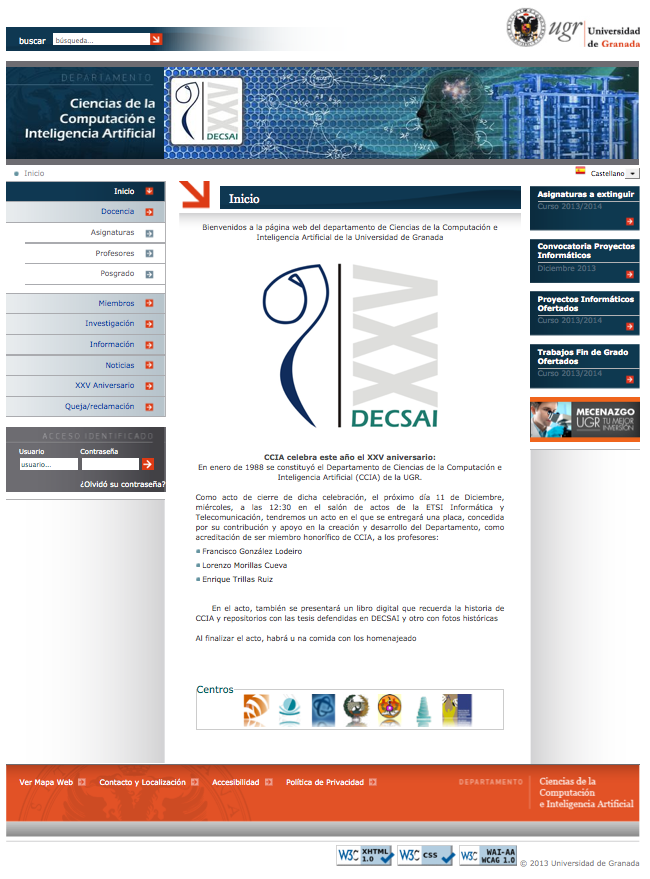 buscar
búsqueda...
ugr Universidad
de Granada
DEPARTAMENTO
Ciencias de la
Computación e
Inteligencia Artificial
XXV
DECSAI
Inicio
Castellano
Inicio
Docencia
Asignaturas
Profesores
Posgrado
Miembros
Investigación
Información
Noticias
XXV Aniversario
Queja/reclamación
ACCESO IDENTIFICADO
Usuario
Contraseña
usuario...
¿Olvidó su contraseña?
Inicio
Bienvenidos a la página web del departamento de Ciencias de la Computación e
Inteligencia Artificial de la Universidad de Granada
XXV
DECSAI
CCIA celebra este año el XXV aniversario:
En enero de 1988 se constituyó el Departamento de Ciencias de la Computación e
Inteligencia Artificial (CCIA) de la UGR.
Como acto de cierre de dicha celebración, el próximo día 11 de Diciembre,
miércoles, a las 12:30 en el salón de actos de la ETSI Informática y
Telecomunicación, tendremos un acto en el que se entregará una placa, concedida
por su contribución y apoyo en la creación y desarrollo del Departamento, como
acreditación de ser miembro honorífico de CCIA, a los profesores:
Francisco González Lodeiro
Lorenzo Morillas Cueva
Enrique Trillas Ruiz
En el acto, también se presentará un libro digital que recuerda la historia de
CCIA y repositorios con las tesis defendidas en DECSAI y otro con fotos históricas
Al finalizar el acto, habrá u na comida con los homenajeado
Centros
Asignaturas a extinguir
Curso 2013/2014
Convocatoria Proyectos
Informáticos
Diciembre 2013
Proyectos Informáticos
Ofertados
Curso 2013/2014
Trabajos Fin de Grado
Ofertados
Curso 2013/2014
MECENAZGO
UGR TU MEJOR
INVERSIÓN
Ver Mapa Web
Contacto y Localización
Accesibilidad
Política de Privacidad
DEPARTAMENTO
Ciencias de la
Computación
e Inteligencia Artificial
W3C XHTML 1.0
W3C css
W3C WAI-AA WCAG 1.0
© 2013 Universidad de Granada